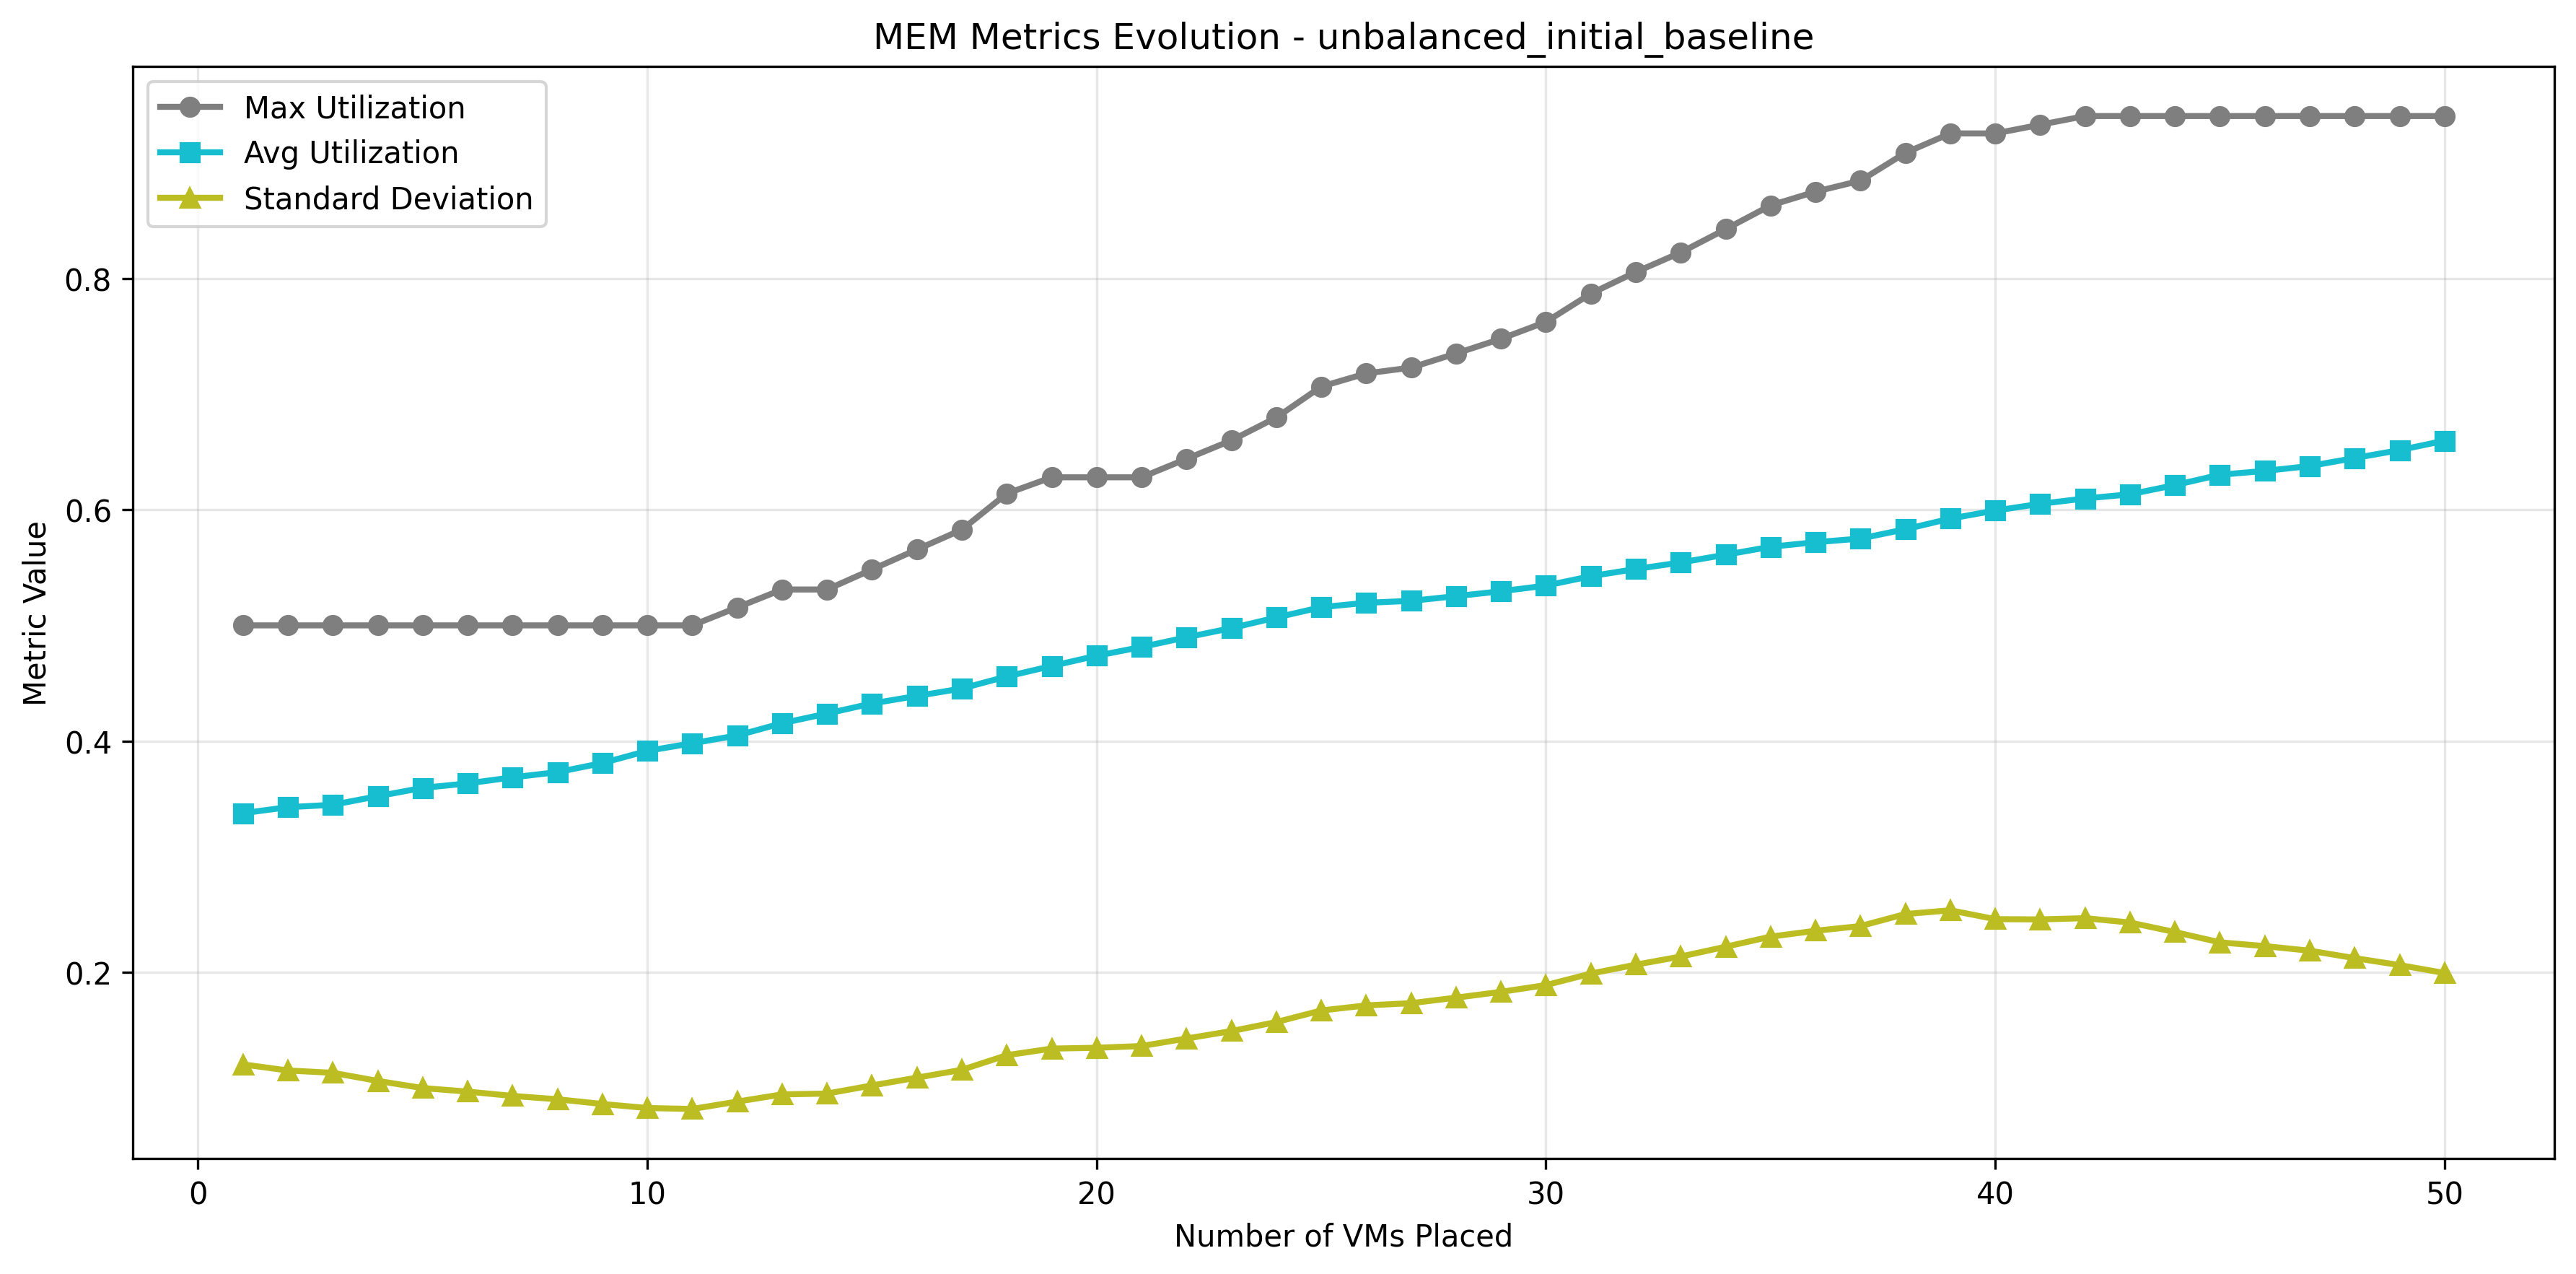 MEM Metrics Evolution - unbalanced_initial_baseline
Max Utilization
Avg Utilization
Standard Deviation
Metric Value
0.8
0.6
0.4
0.2
0 10 20 30 40 50
Number of VMs Placed